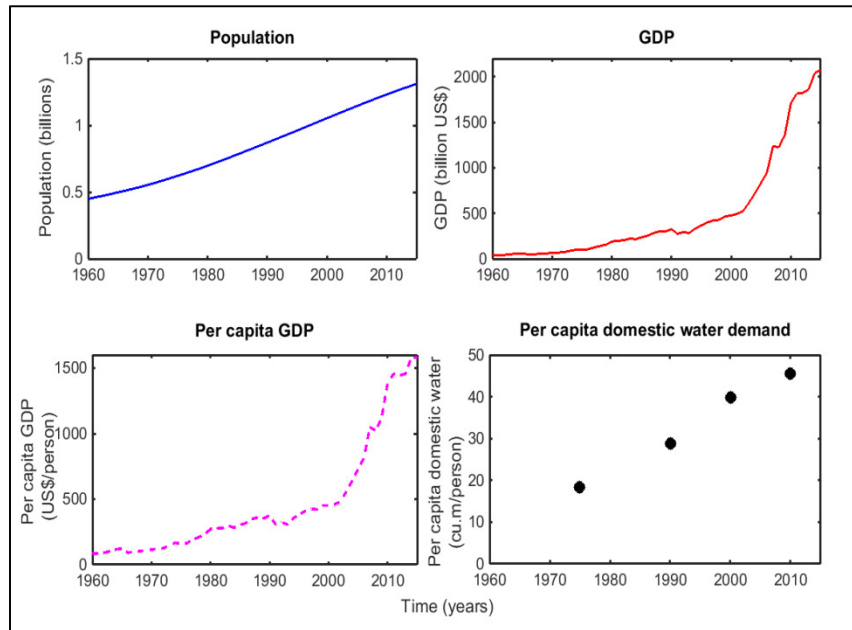 Population
Population (billions)
1.5
1
0.5
0
1960 1970 1980 1990 2000 2010
GDP
GDP (billion US$)
2000
1500
1000
500
0
1960 1970 1980 1990 2000 2010
Per capita GDP
Per capita GDP
(US$/person)
1500
1000
500
0
1960 1970 1980 1990 2000 2010
Per capita domestic water demand
Per capita domestic water
(cu.m/person)
50
40
30
20
10
0
1960 1970 1980 1990 2000 2010
Time (years)